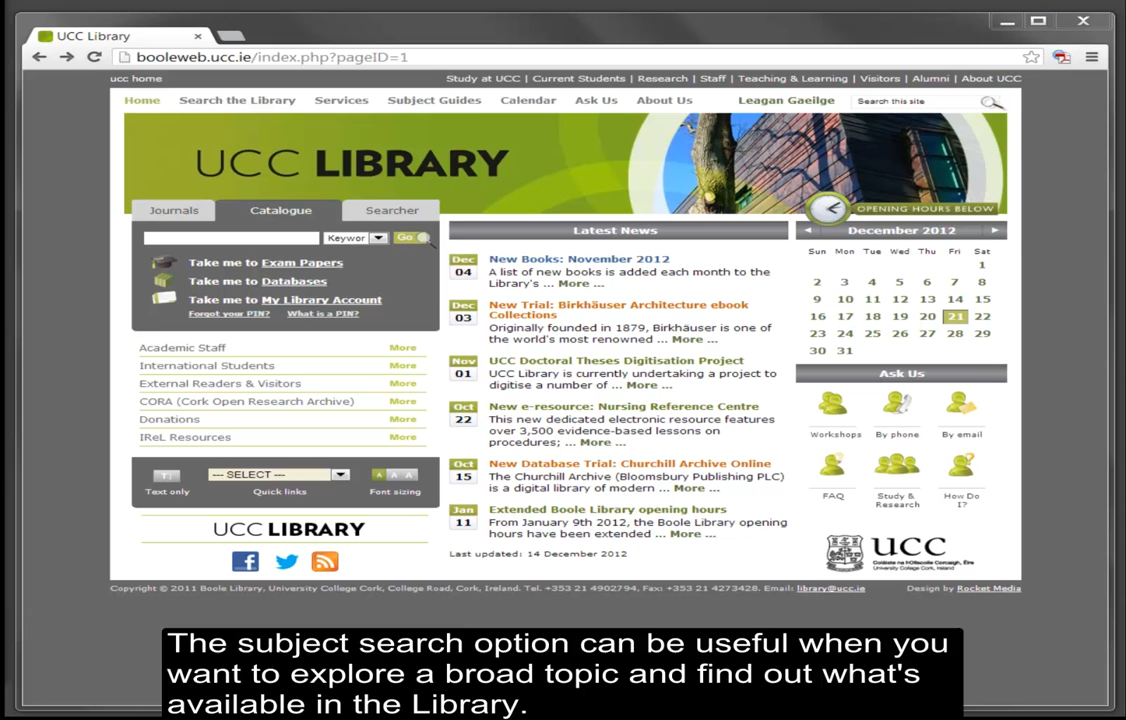 UCC Library
booleweb.ucc.ie/index.php?pageID=1
ucc home
Study at UCC | Current Students | Research | Staff | Teaching & Learning | Visitors | Alumni | About UCC
Home Search the Library Services Subject Guides Calendar Ask Us About Us Leagan Gaeilge Search this site
UCC LIBRARY
OPENING HOURS BELOW
Journals Catalogue Searcher
Keywor Go
Take me to Exam Papers
Take me to Databases
Take me to My Library Account
Forgot your PIN? What is a PIN?
Academic Staff More
International Students More
External Readers & Visitors More
CORA (Cork Open Research Archive) More
Donations More
IReL Resources More
T
--- SELECT ---
A A A
Text only Quick links Font sizing
UCC LIBRARY
Latest News
Dec 04
New Books: November 2012
A list of new books is added each month to the
Library's ... More ...
Dec 03
New Trial: Birkhäuser Architecture ebook
Collections
Originally founded in 1879, Birkhäuser is one of
the world's most renowned ... More ...
Nov 01
UCC Doctoral Theses Digitisation Project
UCC Library is currently undertaking a project to
digitise a number of ... More ...
Oct 22
New e-resource: Nursing Reference Centre
This new dedicated electronic resource features
over 3,500 evidence-based lessons on
procedures; ... More ...
Oct 15
New Database Trial: Churchill Archive Online
The Churchill Archive (Bloomsbury Publishing PLC)
is a digital library of modern ... More ...
Jan 11
Extended Boole Library opening hours
From January 9th 2012, the Boole Library opening
hours have been extended ... More ...
Last updated: 14 December 2012
December 2012
Sun Mon Tue Wed Thu Fri Sat
1
2 3 4 5 6 7 8
9 10 11 12 13 14 15
16 17 18 19 20 21 22
23 24 25 26 27 28 29
30 31
Ask Us
Workshops By phone By email
FAQ Study & Research How Do I?
UCC
University College Cork, Ireland
Copyright © 2011 Boole Library, University College Cork, College Road, Cork, Ireland. Tel. +353 21 4902794, Fax: +353 21 4273428. Email: library@ucc.ie Design by Rocket Media
The subject search option can be useful when you
want to explore a broad topic and find out what's
available in the Library.